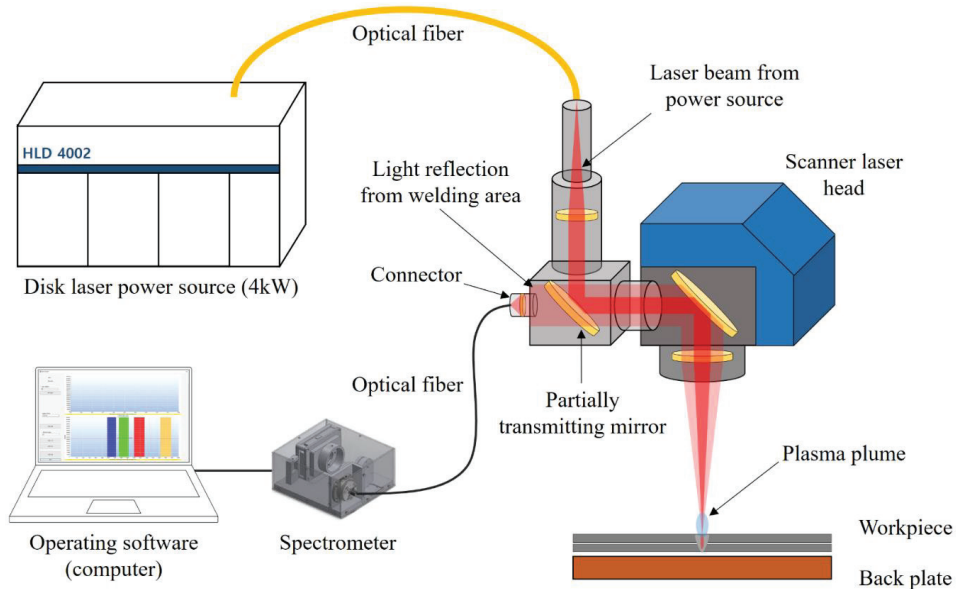 Optical fiber
Laser beam from
power source
HLD 4002
Light reflection
from welding area
Scanner laser
head
Connector
Disk laser power source (4kW)
Optical fiber
Partially
transmitting mirror
Plasma plume
Operating software
(computer)
Spectrometer
Workpiece
Back plate